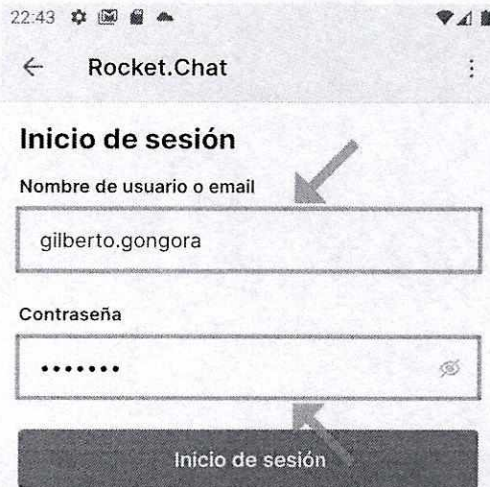 22:43
Rocket.Chat
Inicio de sesión
Nombre de usuario o email
gilberto.gongora
Contraseña
•••••••
Inicio de sesión